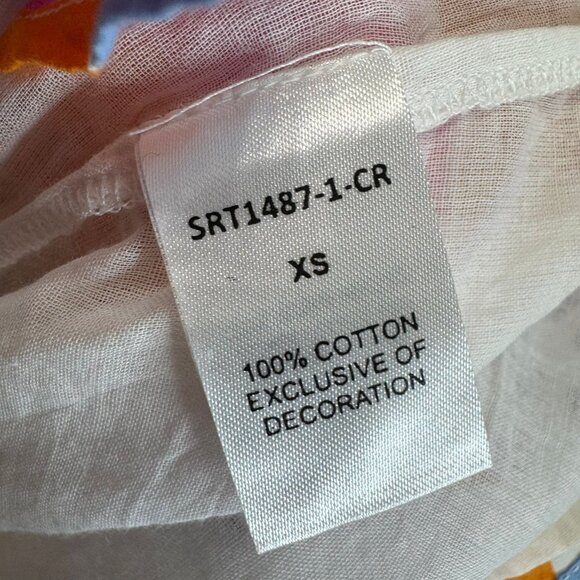 SRT1487-1-CR
XS
100% COTTON
EXCLUSIVE OF
DECORATION